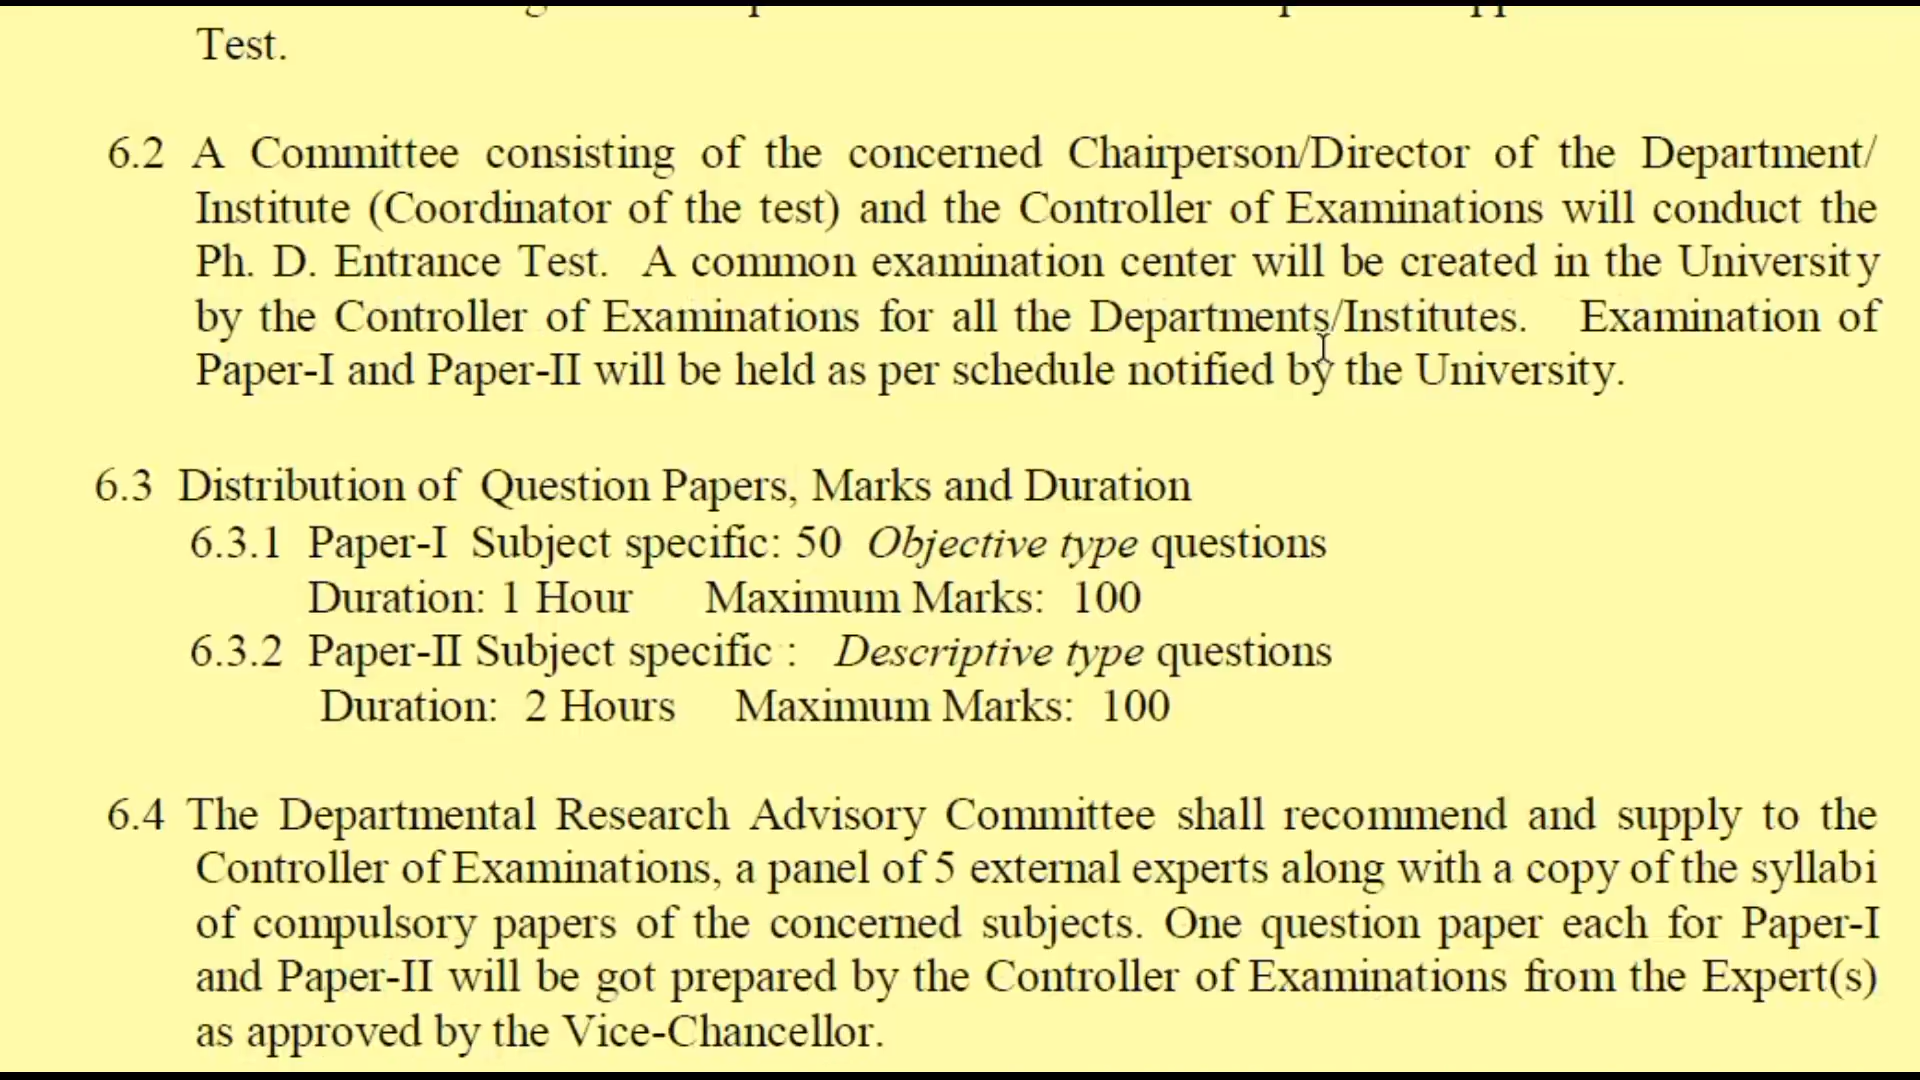 Test.
6.2 A Committee consisting of the concerned Chairperson/Director of the Department/
Institute (Coordinator of the test) and the Controller of Examinations will conduct the
Ph. D. Entrance Test. A common examination center will be created in the University
by the Controller of Examinations for all the Departments/Institutes. Examination of
Paper-I and Paper-II will be held as per schedule notified by the University.
6.3 Distribution of Question Papers, Marks and Duration
6.3.1 Paper-I Subject specific: 50 Objective type questions
Duration: 1 Hour Maximum Marks: 100
6.3.2 Paper-II Subject specific : Descriptive type questions
Duration: 2 Hours Maximum Marks: 100
6.4 The Departmental Research Advisory Committee shall recommend and supply to the
Controller of Examinations, a panel of 5 external experts along with a copy of the syllabi
of compulsory papers of the concerned subjects. One question paper each for Paper-I
and Paper-II will be got prepared by the Controller of Examinations from the Expert(s)
as approved by the Vice-Chancellor.